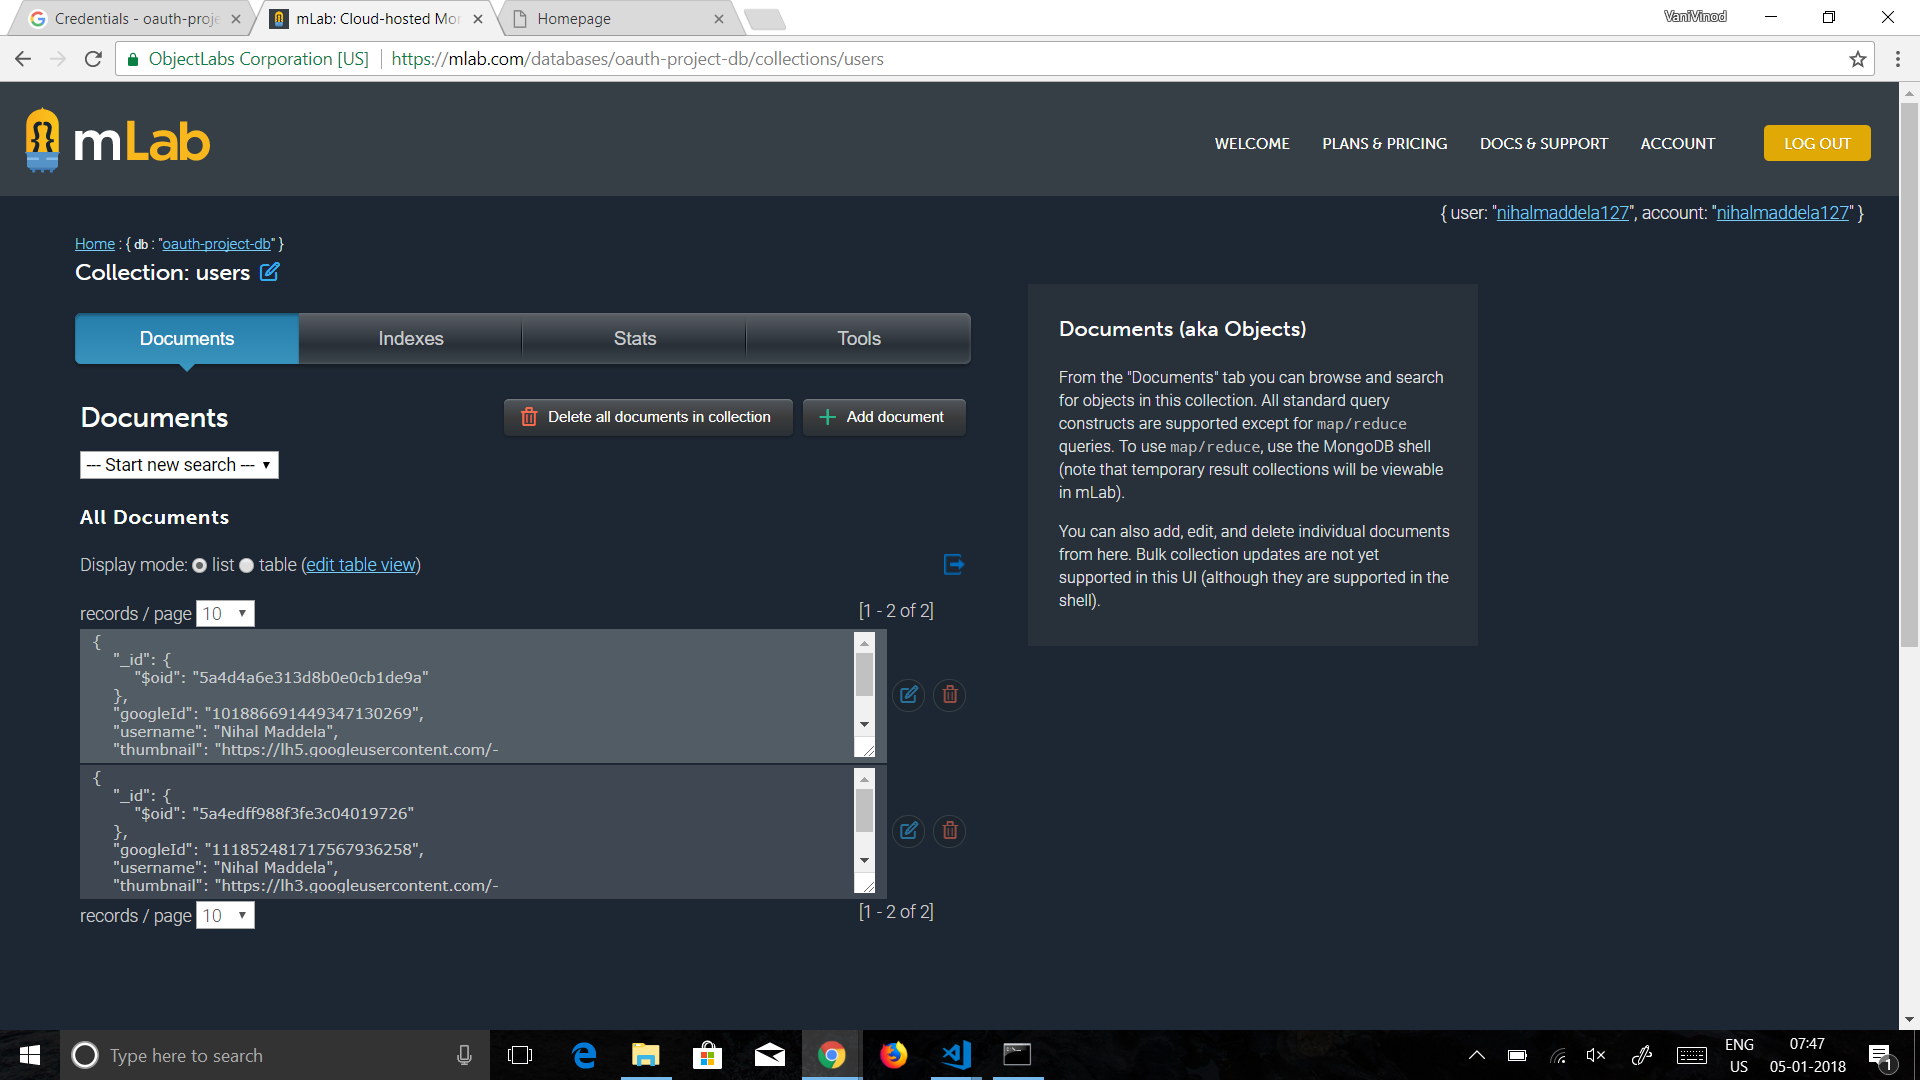 Credentials - oauth-proje
mLab: Cloud-hosted Mon
Homepage
VaniVinod
ObjectLabs Corporation [US]
https://mlab.com/databases/oauth-project-db/collections/users
mLab
WELCOME
PLANS & PRICING
DOCS & SUPPORT
ACCOUNT
LOG OUT
{ user: "nihalmaddela127", account: "nihalmaddela127" }
Home : { db : "oauth-project-db" }
Collection: users
Documents
Indexes
Stats
Tools
Documents
Delete all documents in collection
Add document
--- Start new search ---
All Documents
Display mode: list table (edit table view)
records / page 10
[1 - 2 of 2]
{
"_id": {
"$oid": "5a4d4a6e313d8b0e0cb1de9a"
},
"googleId": "101886691449347130269",
"username": "Nihal Maddela",
"thumbnail": "https://lh5.googleusercontent.com/-
{
"_id": {
"$oid": "5a4edff988f3fe3c04019726"
},
"googleId": "111852481717567936258",
"username": "Nihal Maddela",
"thumbnail": "https://lh3.googleusercontent.com/-
records / page 10
[1 - 2 of 2]
Documents (aka Objects)
From the "Documents" tab you can browse and search
for objects in this collection. All standard query
constructs are supported except for map/reduce
queries. To use map/reduce, use the MongoDB shell
(note that temporary result collections will be viewable
in mLab).
You can also add, edit, and delete individual documents
from here. Bulk collection updates are not yet
supported in this UI (although they are supported in the
shell).
Type here to search
ENG
US
07:47
05-01-2018
1